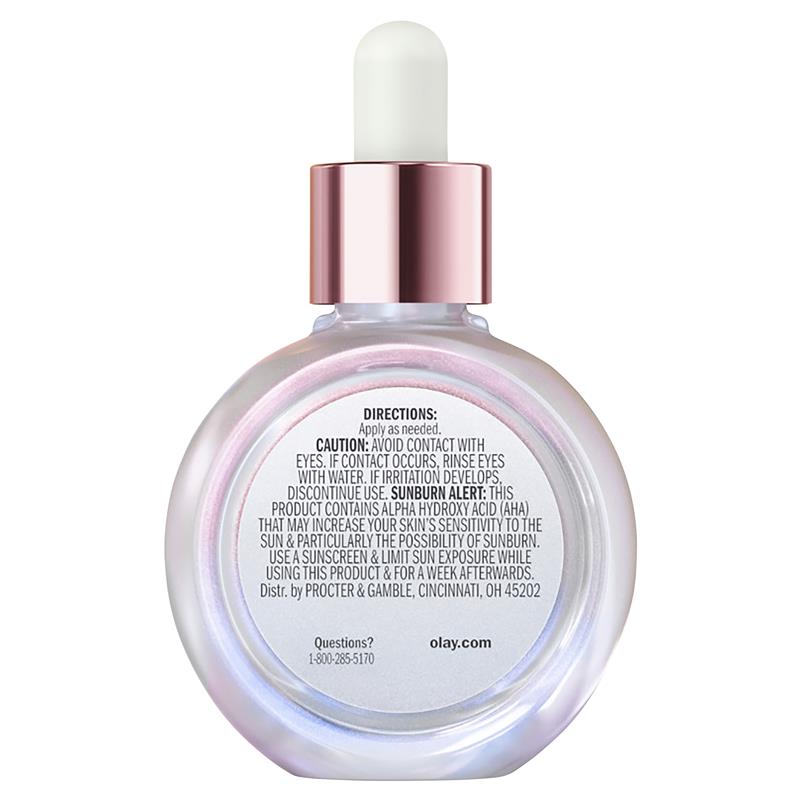 DIRECTIONS:
Apply as needed.
CAUTION: AVOID CONTACT WITH
EYES. IF CONTACT OCCURS, RINSE EYES
WITH WATER. IF IRRITATION DEVELOPS,
DISCONTINUE USE. SUNBURN ALERT: THIS
PRODUCT CONTAINS ALPHA HYDROXY ACID (AHA)
THAT MAY INCREASE YOUR SKIN'S SENSITIVITY TO THE
SUN & PARTICULARLY THE POSSIBILITY OF SUNBURN.
USE A SUNSCREEN & LIMIT SUN EXPOSURE WHILE
USING THIS PRODUCT & FOR A WEEK AFTERWARDS.
Distr. by PROCTER & GAMBLE, CINCINNATI, OH 45202
Questions? olay.com
1-800-285-5170